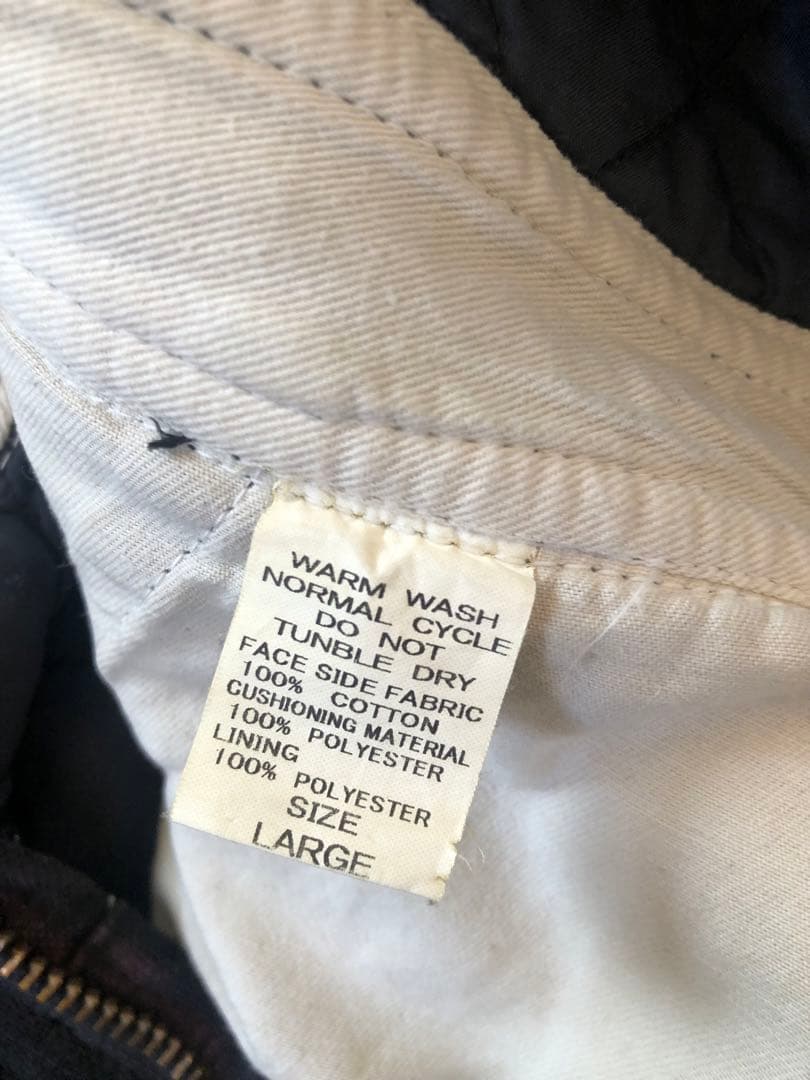 WARM WASH
NORMAL CYCLE
DO NOT
TUNBLE DRY
FACE SIDE FABRIC
100% COTTON
CUSHIONING MATERIAL
100% POLYESTER
LINING
100% POLYESTER
SIZE
LARGE